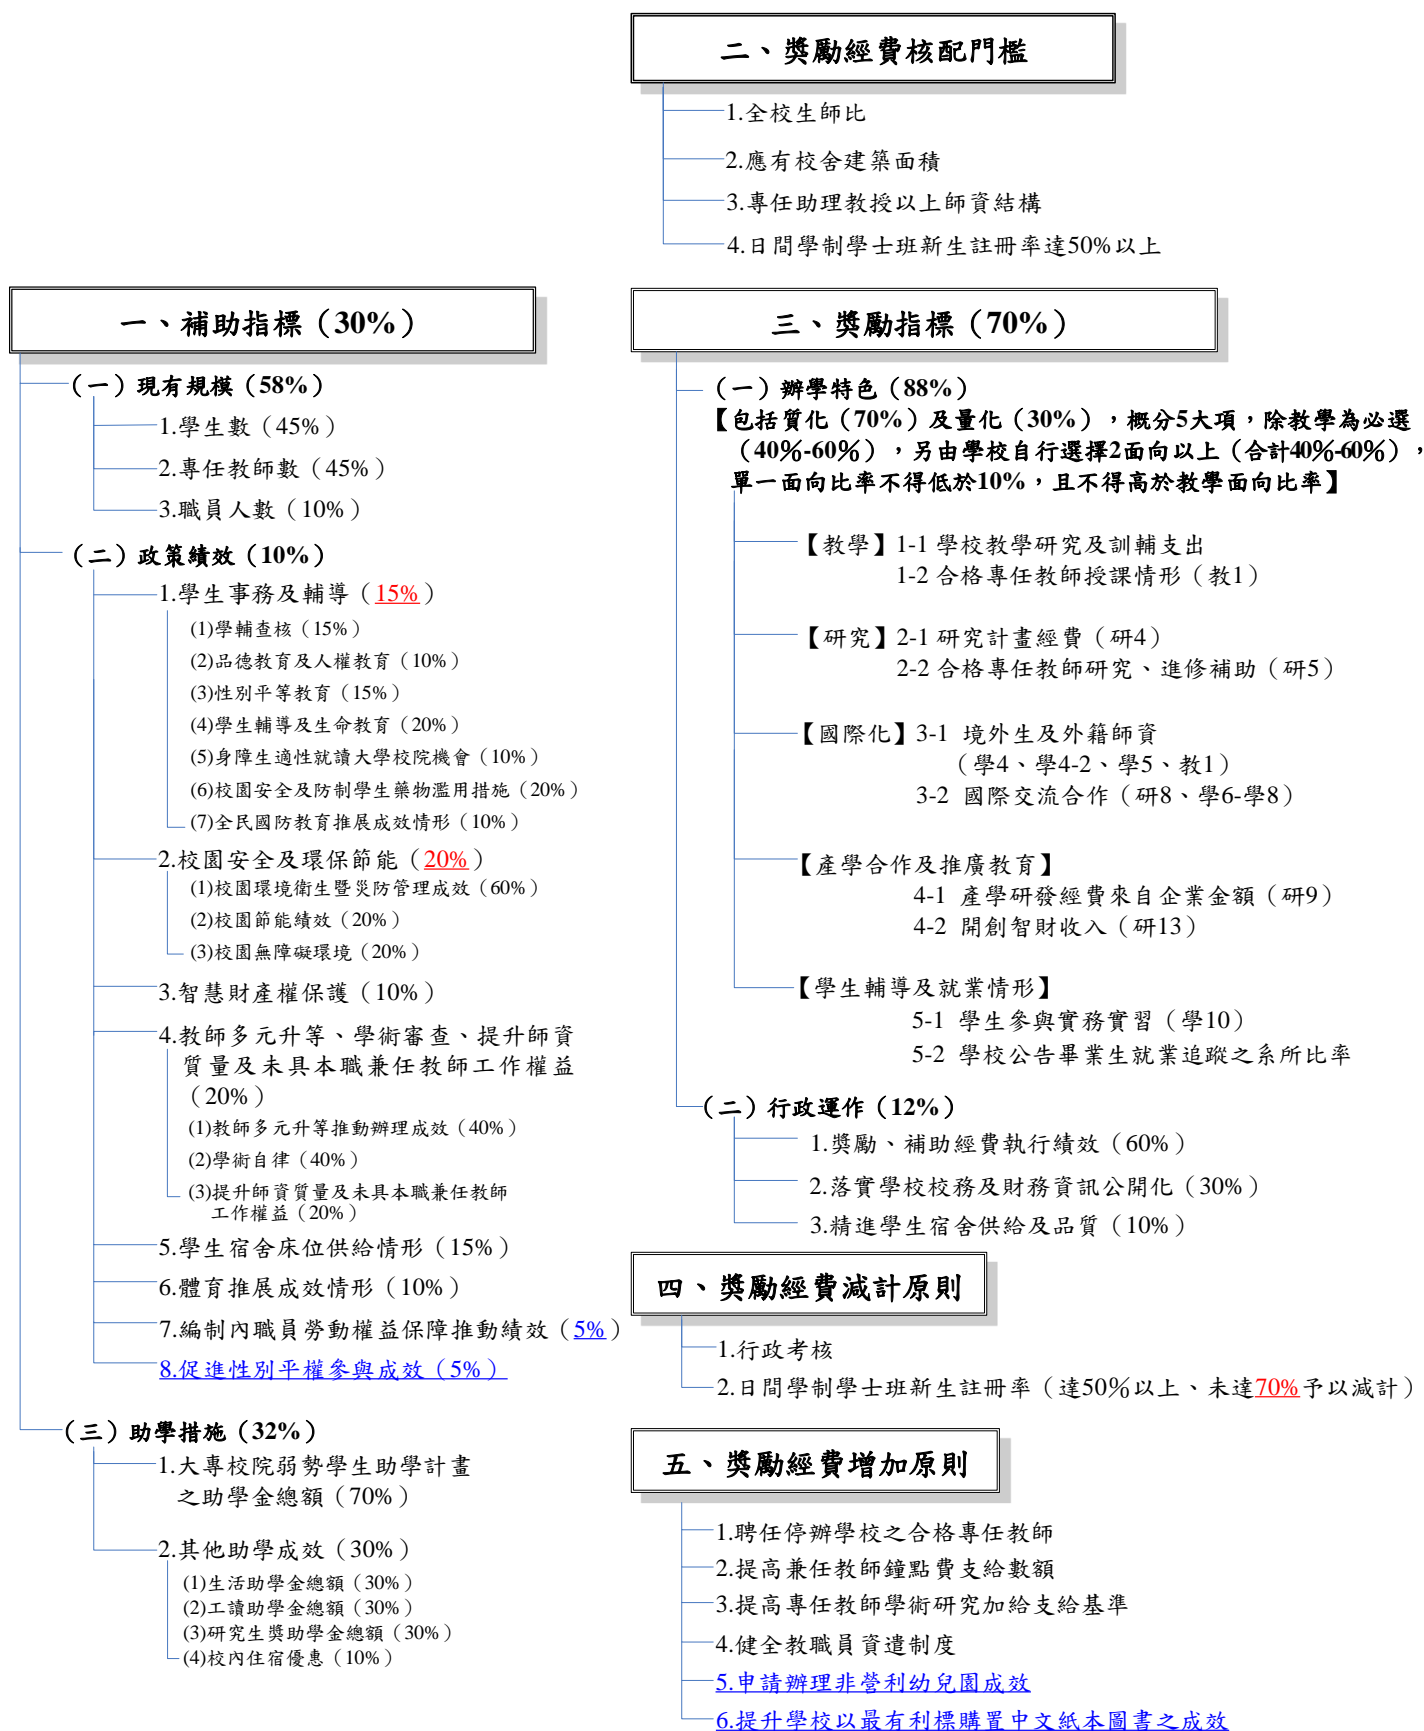 二、獎勵經費核配門檻
1.全校生師比
2.應有校舍建築面積
3.專任助理教授以上師資結構
4.日間學制學士班新生註冊率達50%以上
一、補助指標（30%）
（一）現有規模（58%）
1.學生數（45%）
2.專任教師數（45%）
3.職員人數（10%）
（二）政策績效（10%）
1.學生事務及輔導（15%）
(1)學輔查核（15%）
(2)品德教育及人權教育（10%）
(3)性別平等教育（15%）
(4)學生輔導及生命教育（20%）
(5)身障生適性就讀大學校院機會（10%）
(6)校園安全及防制學生藥物濫用措施（20%）
(7)全民國防教育推展成效情形（10%）
2.校園安全及環保節能（20%）
(1)校園環境衛生暨災防管理成效（60%）
(2)校園節能績效（20%）
(3)校園無障礙環境（20%）
3.智慧財產權保護（10%）
4.教師多元升等、學術審查、提升師資
質量及未具本職兼任教師工作權益
（20%）
(1)教師多元升等推動辦理成效（40%）
(2)學術自律（40%）
(3)提升師資質量及未具本職兼任教師
工作權益（20%）
5.學生宿舍床位供給情形（15%）
6.體育推展成效情形（10%）
7.編制內職員勞動權益保障推動績效（5%）
8.促進性別平權參與成效（5%）
（三）助學措施（32%）
1.大專校院弱勢學生助學計畫
之助學金總額（70%）
2.其他助學成效（30%）
(1)生活助學金總額（30%）
(2)工讀助學金總額（30%）
(3)研究生獎助學金總額（30%）
(4)校內住宿優惠（10%）
三、獎勵指標（70%）
（一）辦學特色（88%）
【包括質化（70%）及量化（30%），概分5大項，除教學為必選
（40%-60%），另由學校自行選擇2面向以上（合計40%-60%），
單一面向比率不得低於10%，且不得高於教學面向比率】
【教學】1-1 學校教學研究及訓輔支出
1-2 合格專任教師授課情形（教1）
【研究】2-1 研究計畫經費（研4）
2-2 合格專任教師研究、進修補助（研5）
【國際化】3-1 境外生及外籍師資
（學4、學4-2、學5、教1）
3-2 國際交流合作（研8、學6-學8）
【產學合作及推廣教育】
4-1 產學研發經費來自企業金額（研9）
4-2 開創智財收入（研13）
【學生輔導及就業情形】
5-1 學生參與實務實習（學10）
5-2 學校公告畢業生就業追蹤之系所比率
（二）行政運作（12%）
1.獎勵、補助經費執行績效（60%）
2.落實學校校務及財務資訊公開化（30%）
3.精進學生宿舍供給及品質（10%）
四、獎勵經費減計原則
1.行政考核
2.日間學制學士班新生註冊率（達50%以上、未達70%予以減計）
五、獎勵經費增加原則
1.聘任停辦學校之合格專任教師
2.提高兼任教師鐘點費支給數額
3.提高專任教師學術研究加給支給基準
4.健全教職員資遣制度
5.申請辦理非營利幼兒園成效
6.提升學校以最有利標購置中文紙本圖書之成效